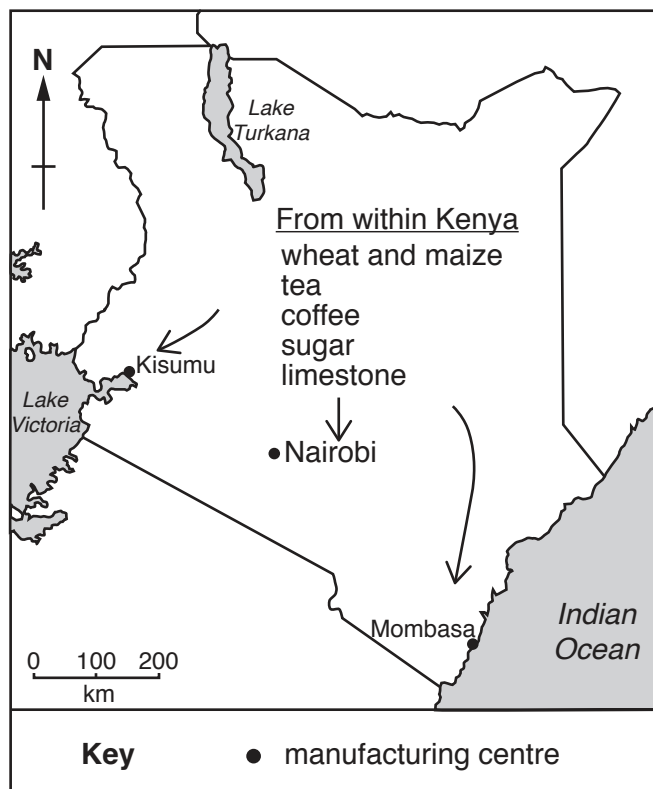 N
Lake
Turkana
From within Kenya
wheat and maize
tea
coffee
sugar
limestone
Kisumu
Lake
Victoria
Nairobi
Mombasa
Indian
Ocean
0 100 200
km
Key
manufacturing centre